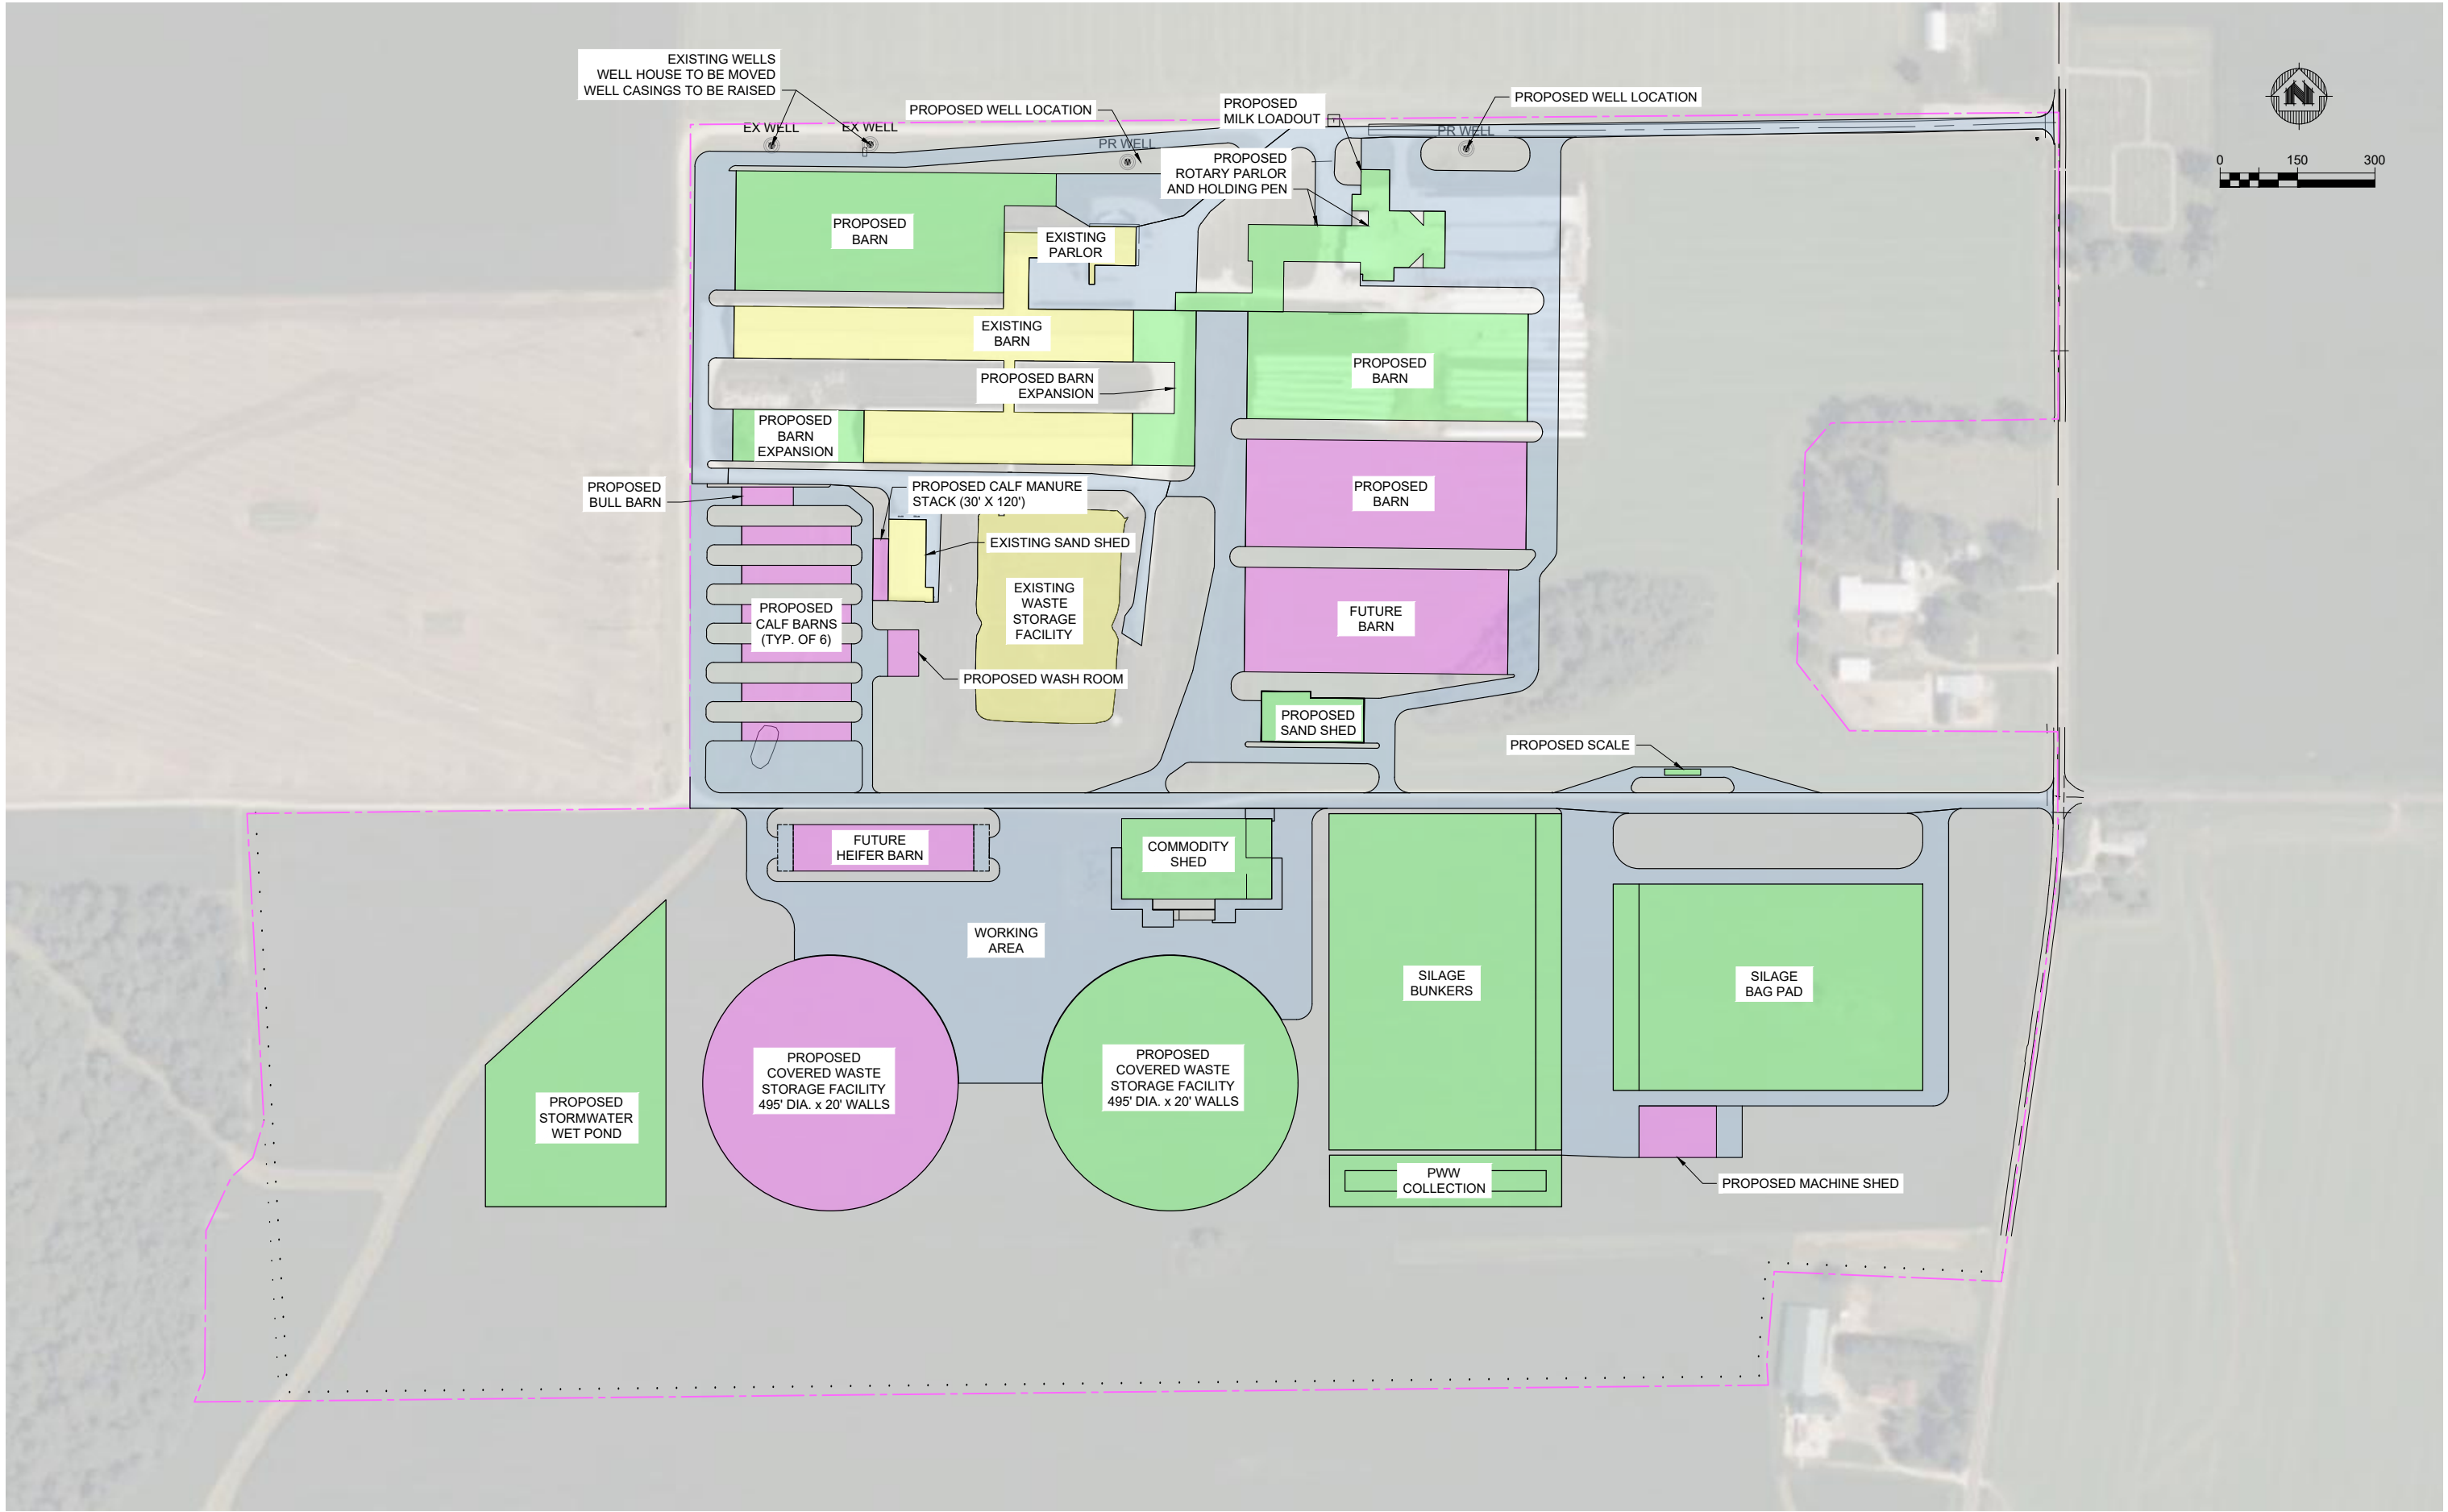 EXISTING WELLS
WELL HOUSE TO BE MOVED
WELL CASINGS TO BE RAISED
PROPOSED WELL LOCATION
PROPOSED
MILK LOADOUT
PROPOSED WELL LOCATION
N
EX WELL
EX WELL
PR WELL
PR WELL
0 150 300
PROPOSED
ROTARY PARLOR
AND HOLDING PEN
PROPOSED
BARN
EXISTING
PARLOR
EXISTING
BARN
PROPOSED BARN
EXPANSION
PROPOSED
BARN
PROPOSED
BARN
EXPANSION
PROPOSED
BULL BARN
PROPOSED CALF MANURE
STACK (30' X 120')
PROPOSED
BARN
EXISTING SAND SHED
EXISTING
WASTE
STORAGE
FACILITY
PROPOSED
CALF BARNS
(TYP. OF 6)
FUTURE
BARN
PROPOSED WASH ROOM
PROPOSED
SAND SHED
PROPOSED SCALE
FUTURE
HEIFER BARN
COMMODITY
SHED
WORKING
AREA
SILAGE
BUNKERS
SILAGE
BAG PAD
PROPOSED
STORMWATER
WET POND
PROPOSED
COVERED WASTE
STORAGE FACILITY
495' DIA. x 20' WALLS
PROPOSED
COVERED WASTE
STORAGE FACILITY
495' DIA. x 20' WALLS
PWW
COLLECTION
PROPOSED MACHINE SHED